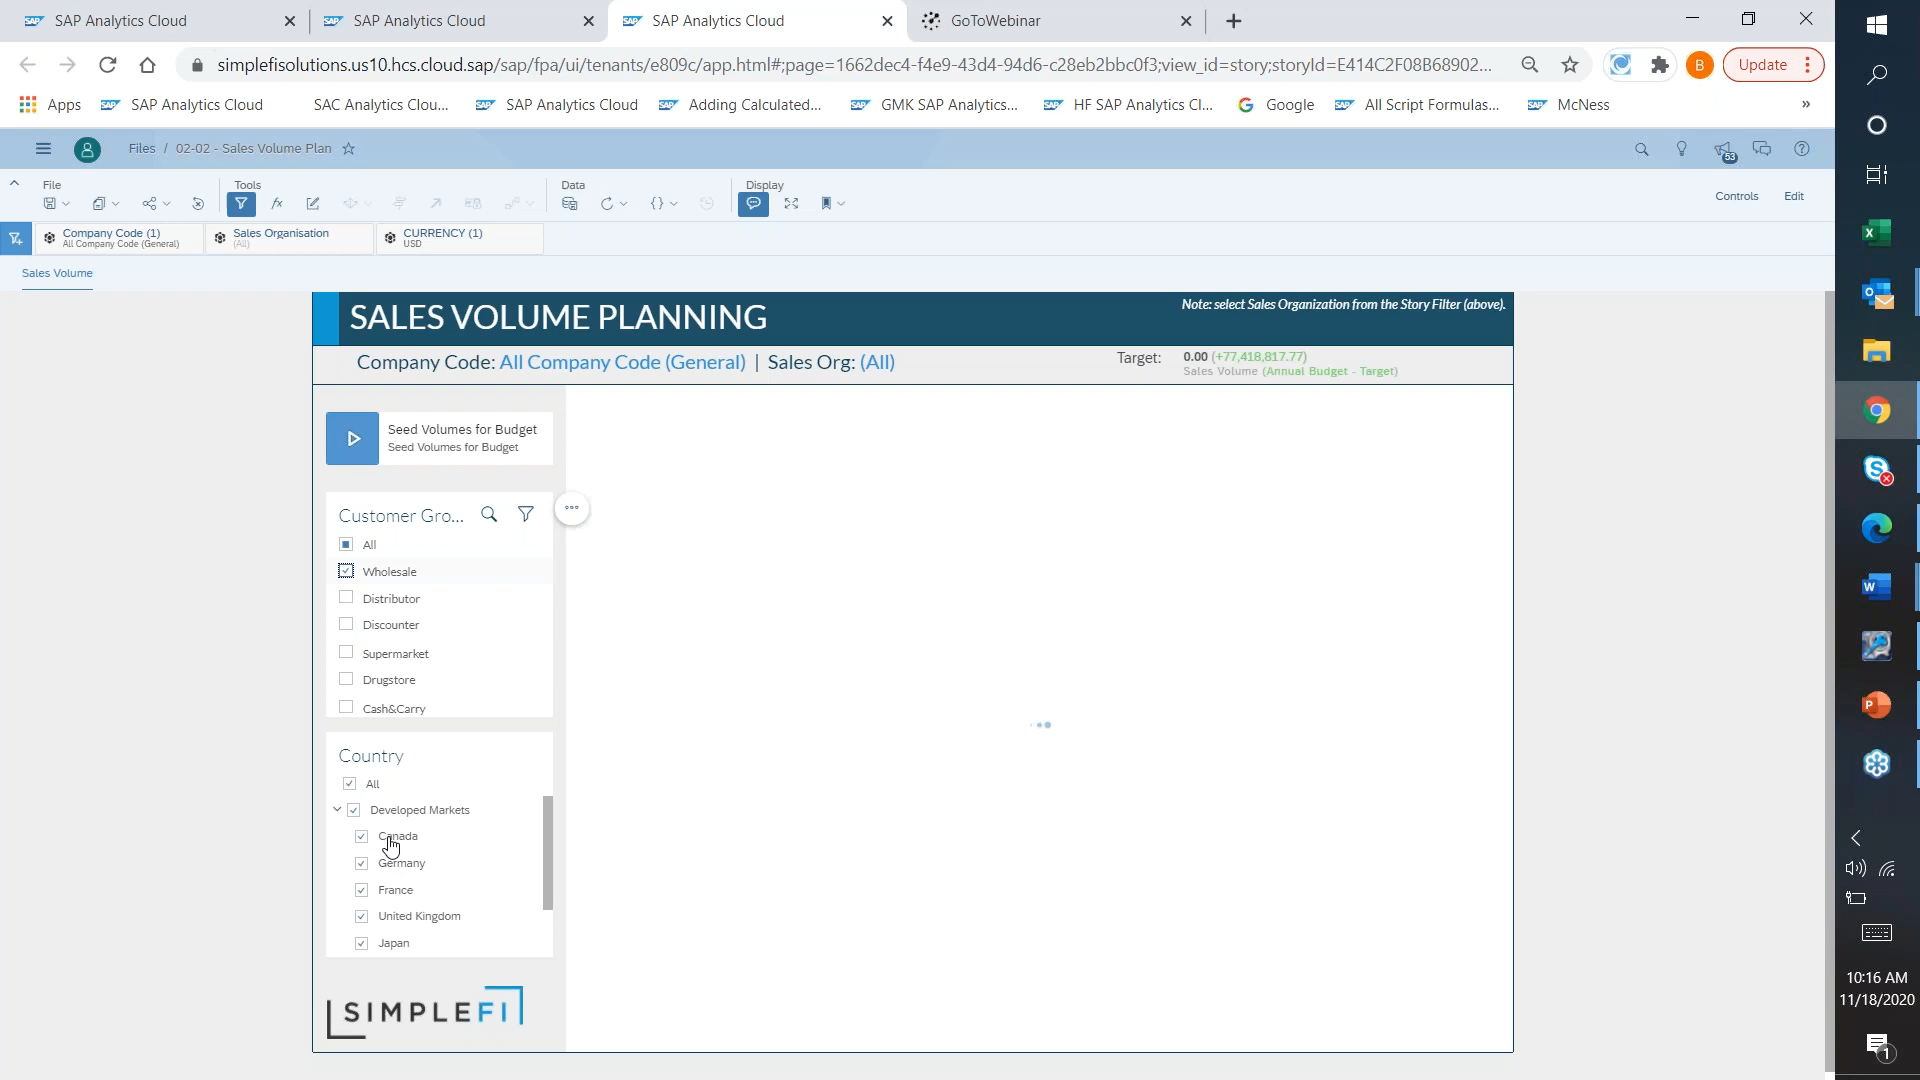 SAP Analytics Cloud
SAP Analytics Cloud
SAP Analytics Cloud
GoToWebinar
simplefisolutions.us10.hcs.cloud.sap/sap/fpa/ui/tenants/e809c/app.html#;page=1662dec4-f4e9-43d4-94d6-c28eb2bbc0f3;view_id=story;storyId=E414C2F08B68902...
B
Update
Apps
SAP Analytics Cloud
SAC Analytics Clou...
SAP Analytics Cloud
Adding Calculated...
GMK SAP Analytics...
HF SAP Analytics Cl...
Google
All Script Formulas...
McNess
»
Files / 02-02 - Sales Volume Plan
53
File
Tools
Data
Display
Controls
Edit
Company Code (1)
All Company Code (General)
Sales Organisation
(All)
CURRENCY (1)
USD
Sales Volume
SALES VOLUME PLANNING
Note: select Sales Organization from the Story Filter (above).
Company Code: All Company Code (General) | Sales Org: (All)
Target:
0.00 (+77,418,817.77)
Sales Volume (Annual Budget - Target)
Seed Volumes for Budget
Seed Volumes for Budget
Customer Gro...
All
Wholesale
Distributor
Discounter
Supermarket
Drugstore
Cash&Carry
Country
All
Developed Markets
Canada
Germany
France
United Kingdom
Japan
SIMPLEFI
10:16 AM
11/18/2020
1